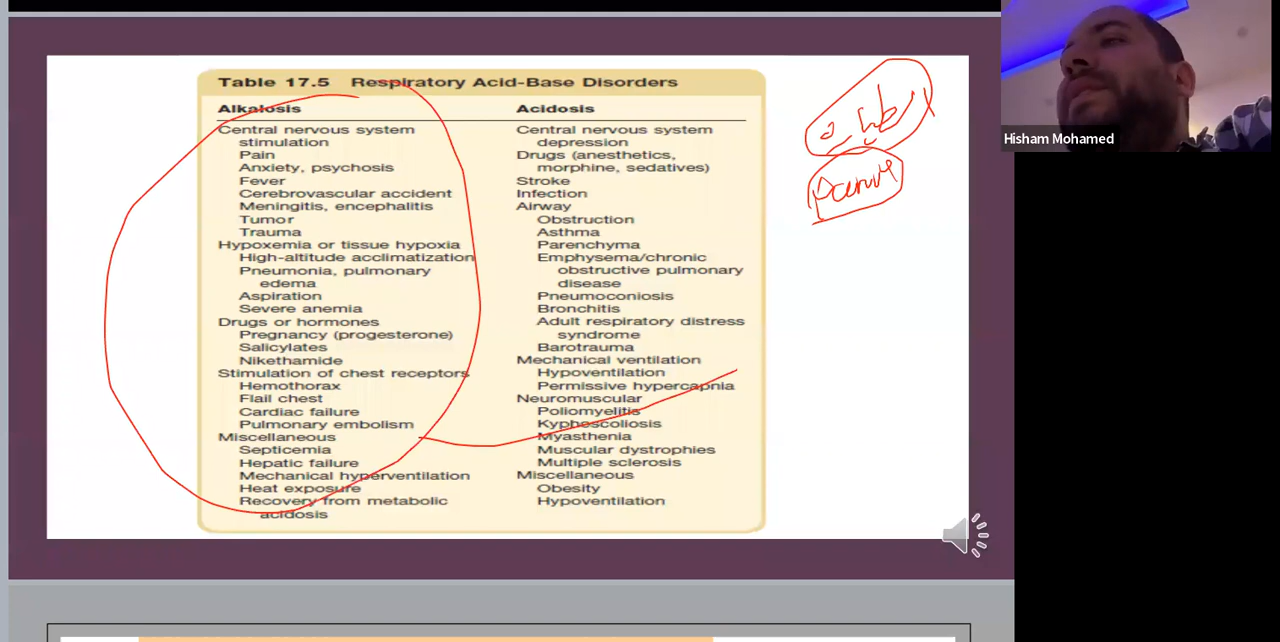 Table 17.5 Respiratory Acid-Base Disorders
Alkalosis
Central nervous system
stimulation
Pain
Anxiety, psychosis
Fever
Cerebrovascular accident
Meningitis, encephalitis
Tumor
Trauma
Hypoxemia or tissue hypoxia
High-altitude acclimatization
Pneumonia, pulmonary
edema
Aspiration
Severe anemia
Drugs or hormones
Pregnancy (progesterone)
Salicylates
Nikethamide
Stimulation of chest receptors
Hemothorax
Flail chest
Cardiac failure
Pulmonary embolism
Miscellaneous
Septicemia
Hepatic failure
Mechanical hyperventilation
Heat exposure
Recovery from metabolic
acidosis
Acidosis
Central nervous system
depression
Drugs (anesthetics,
morphine, sedatives)
Stroke
Infection
Airway
Obstruction
Asthma
Parenchyma
Emphysema/chronic
obstructive pulmonary
disease
Pneumoconiosis
Bronchitis
Adult respiratory distress
syndrome
Barotrauma
Mechanical ventilation
Hypoventilation
Permissive hypercapnia
Neuromuscular
Poliomyelitis
Kyphoscoliosis
Myasthenia
Muscular dystrophies
Multiple sclerosis
Miscellaneous
Obesity
Hypoventilation
Hisham Mohamed